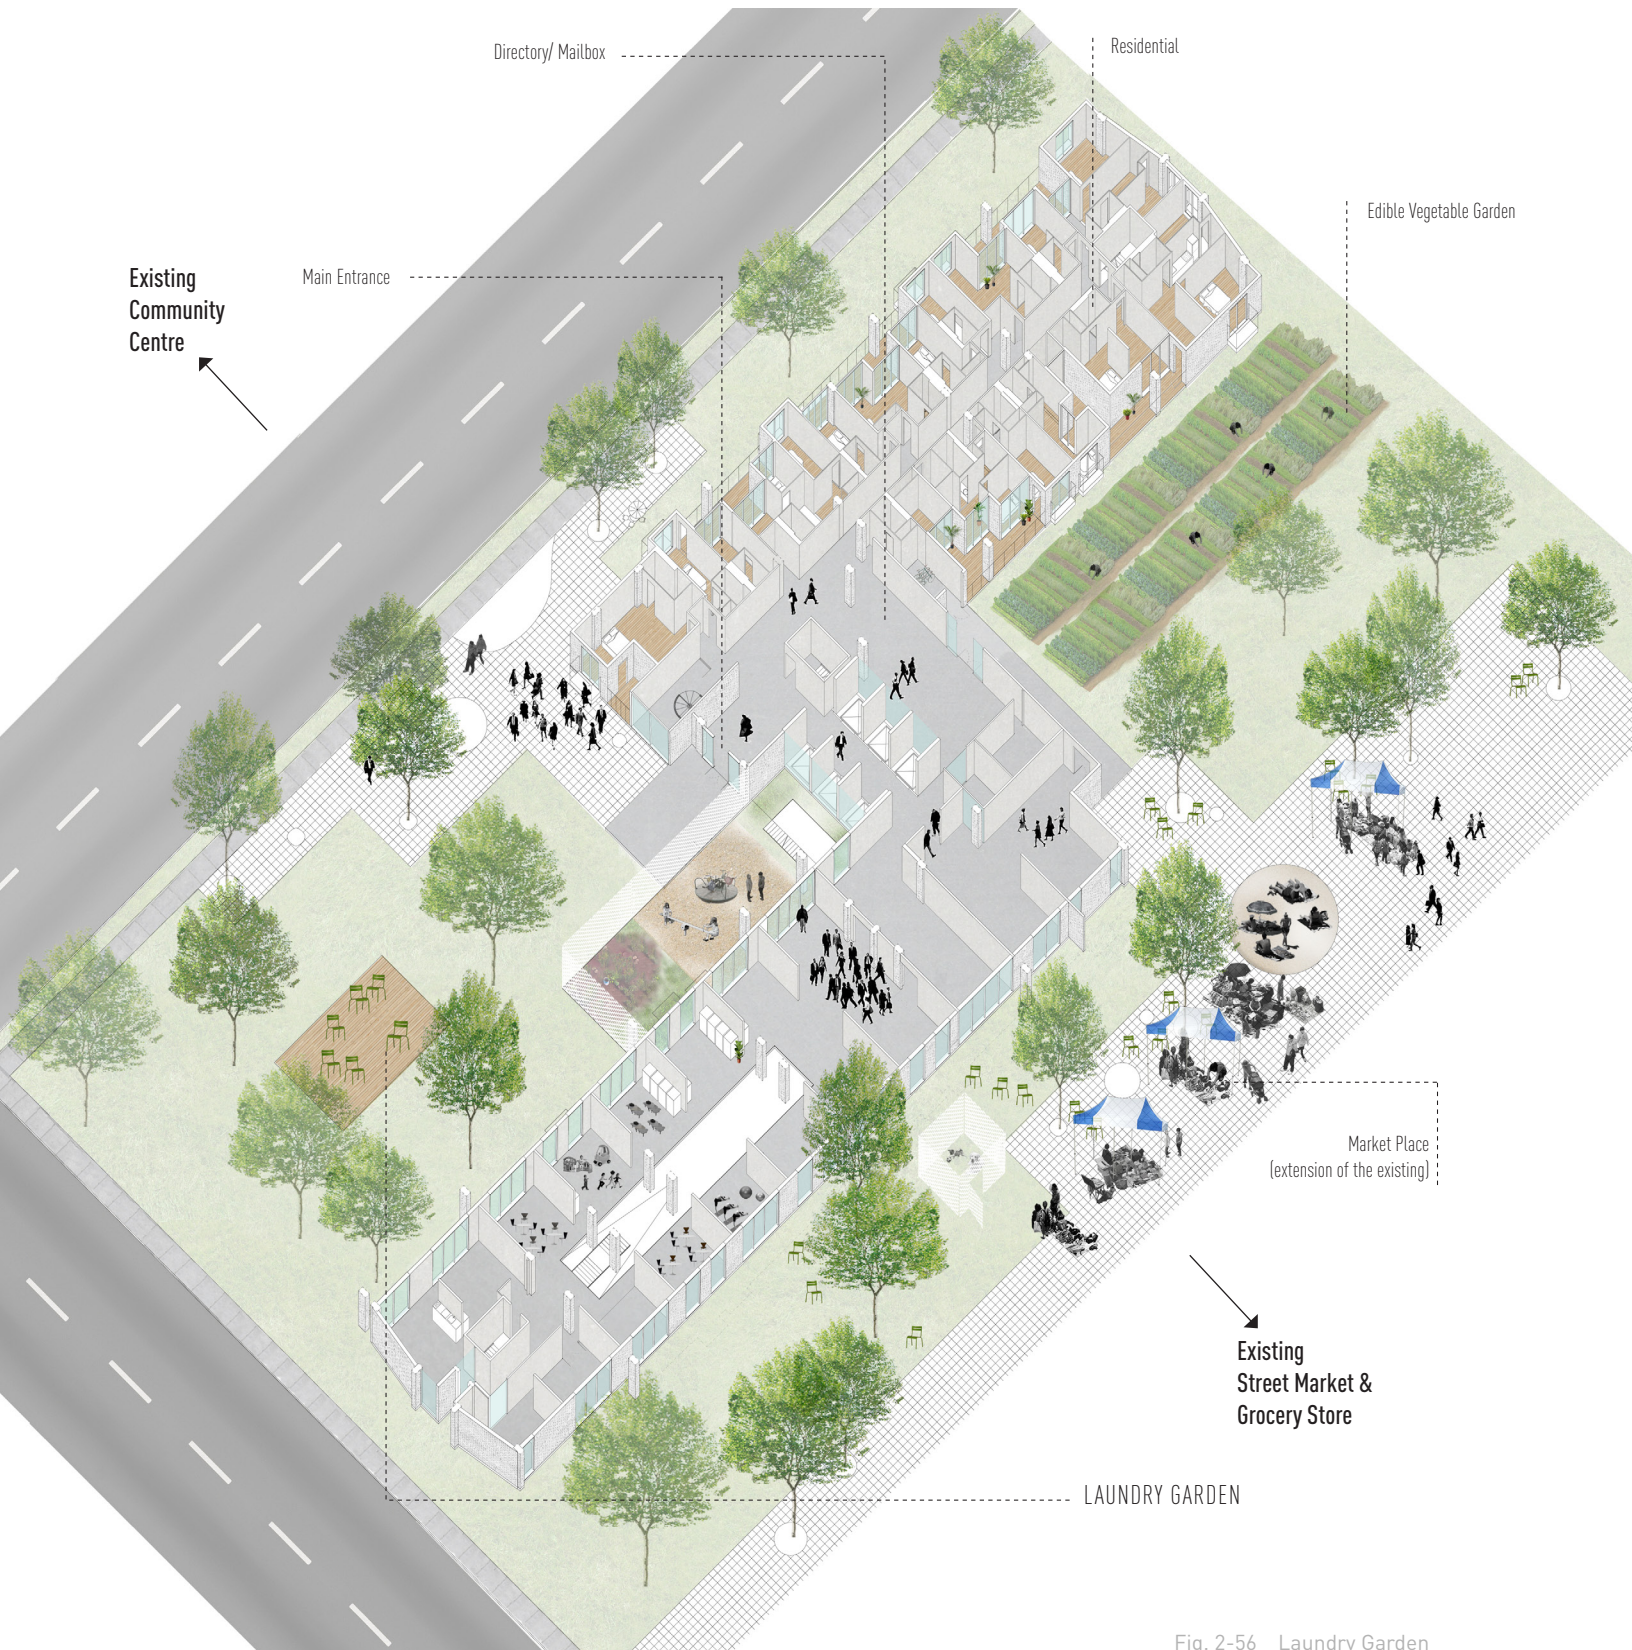 Directory/ Mailbox
Residential
Edible Vegetable Garden
Main Entrance
Existing
Community
Centre
Market Place
(extension of the existing)
Existing
Street Market &
Grocery Store
LAUNDRY GARDEN
Fig. 2-56 Laundry Garden